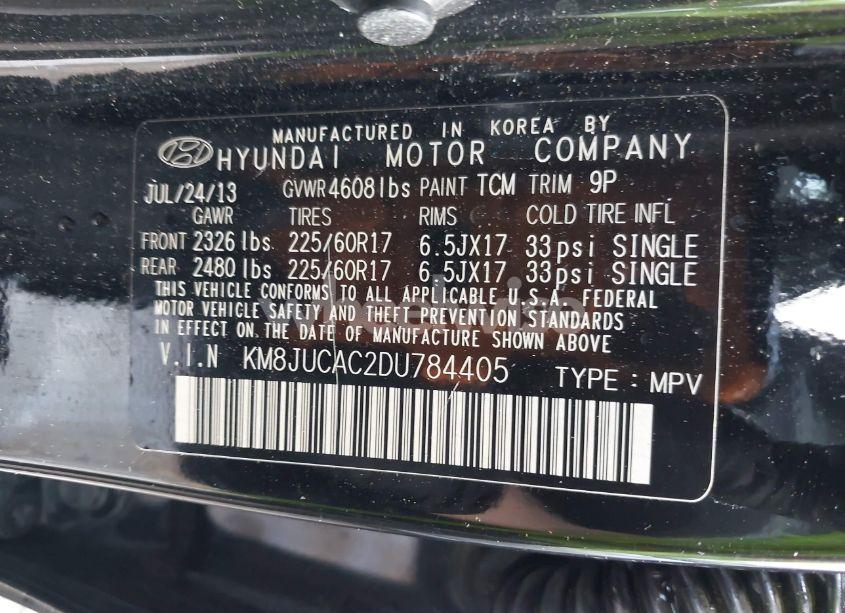 MANUFACTURED IN KOREA BY
HYUNDAI MOTOR COMPANY
JUL/24/13 GVWR 4608lbs PAINT TCM TRIM 9P
GAWR TIRES RIMS COLD TIRE INFL
FRONT 2326 lbs 225/60R17 6.5JX17 33psi SINGLE
REAR 2480 lbs 225/60R17 6.5JX17 33psi SINGLE
THIS VEHICLE CONFORMS TO ALL APPLICABLE U.S.A. FEDERAL
MOTOR VEHICLE SAFETY AND THEFT PREVENTION STANDARDS
IN EFFECT ON THE DATE OF MANUFACTURE SHOWN ABOVE
V.I.N KM8JUCAC2DU784405 TYPE : MPV